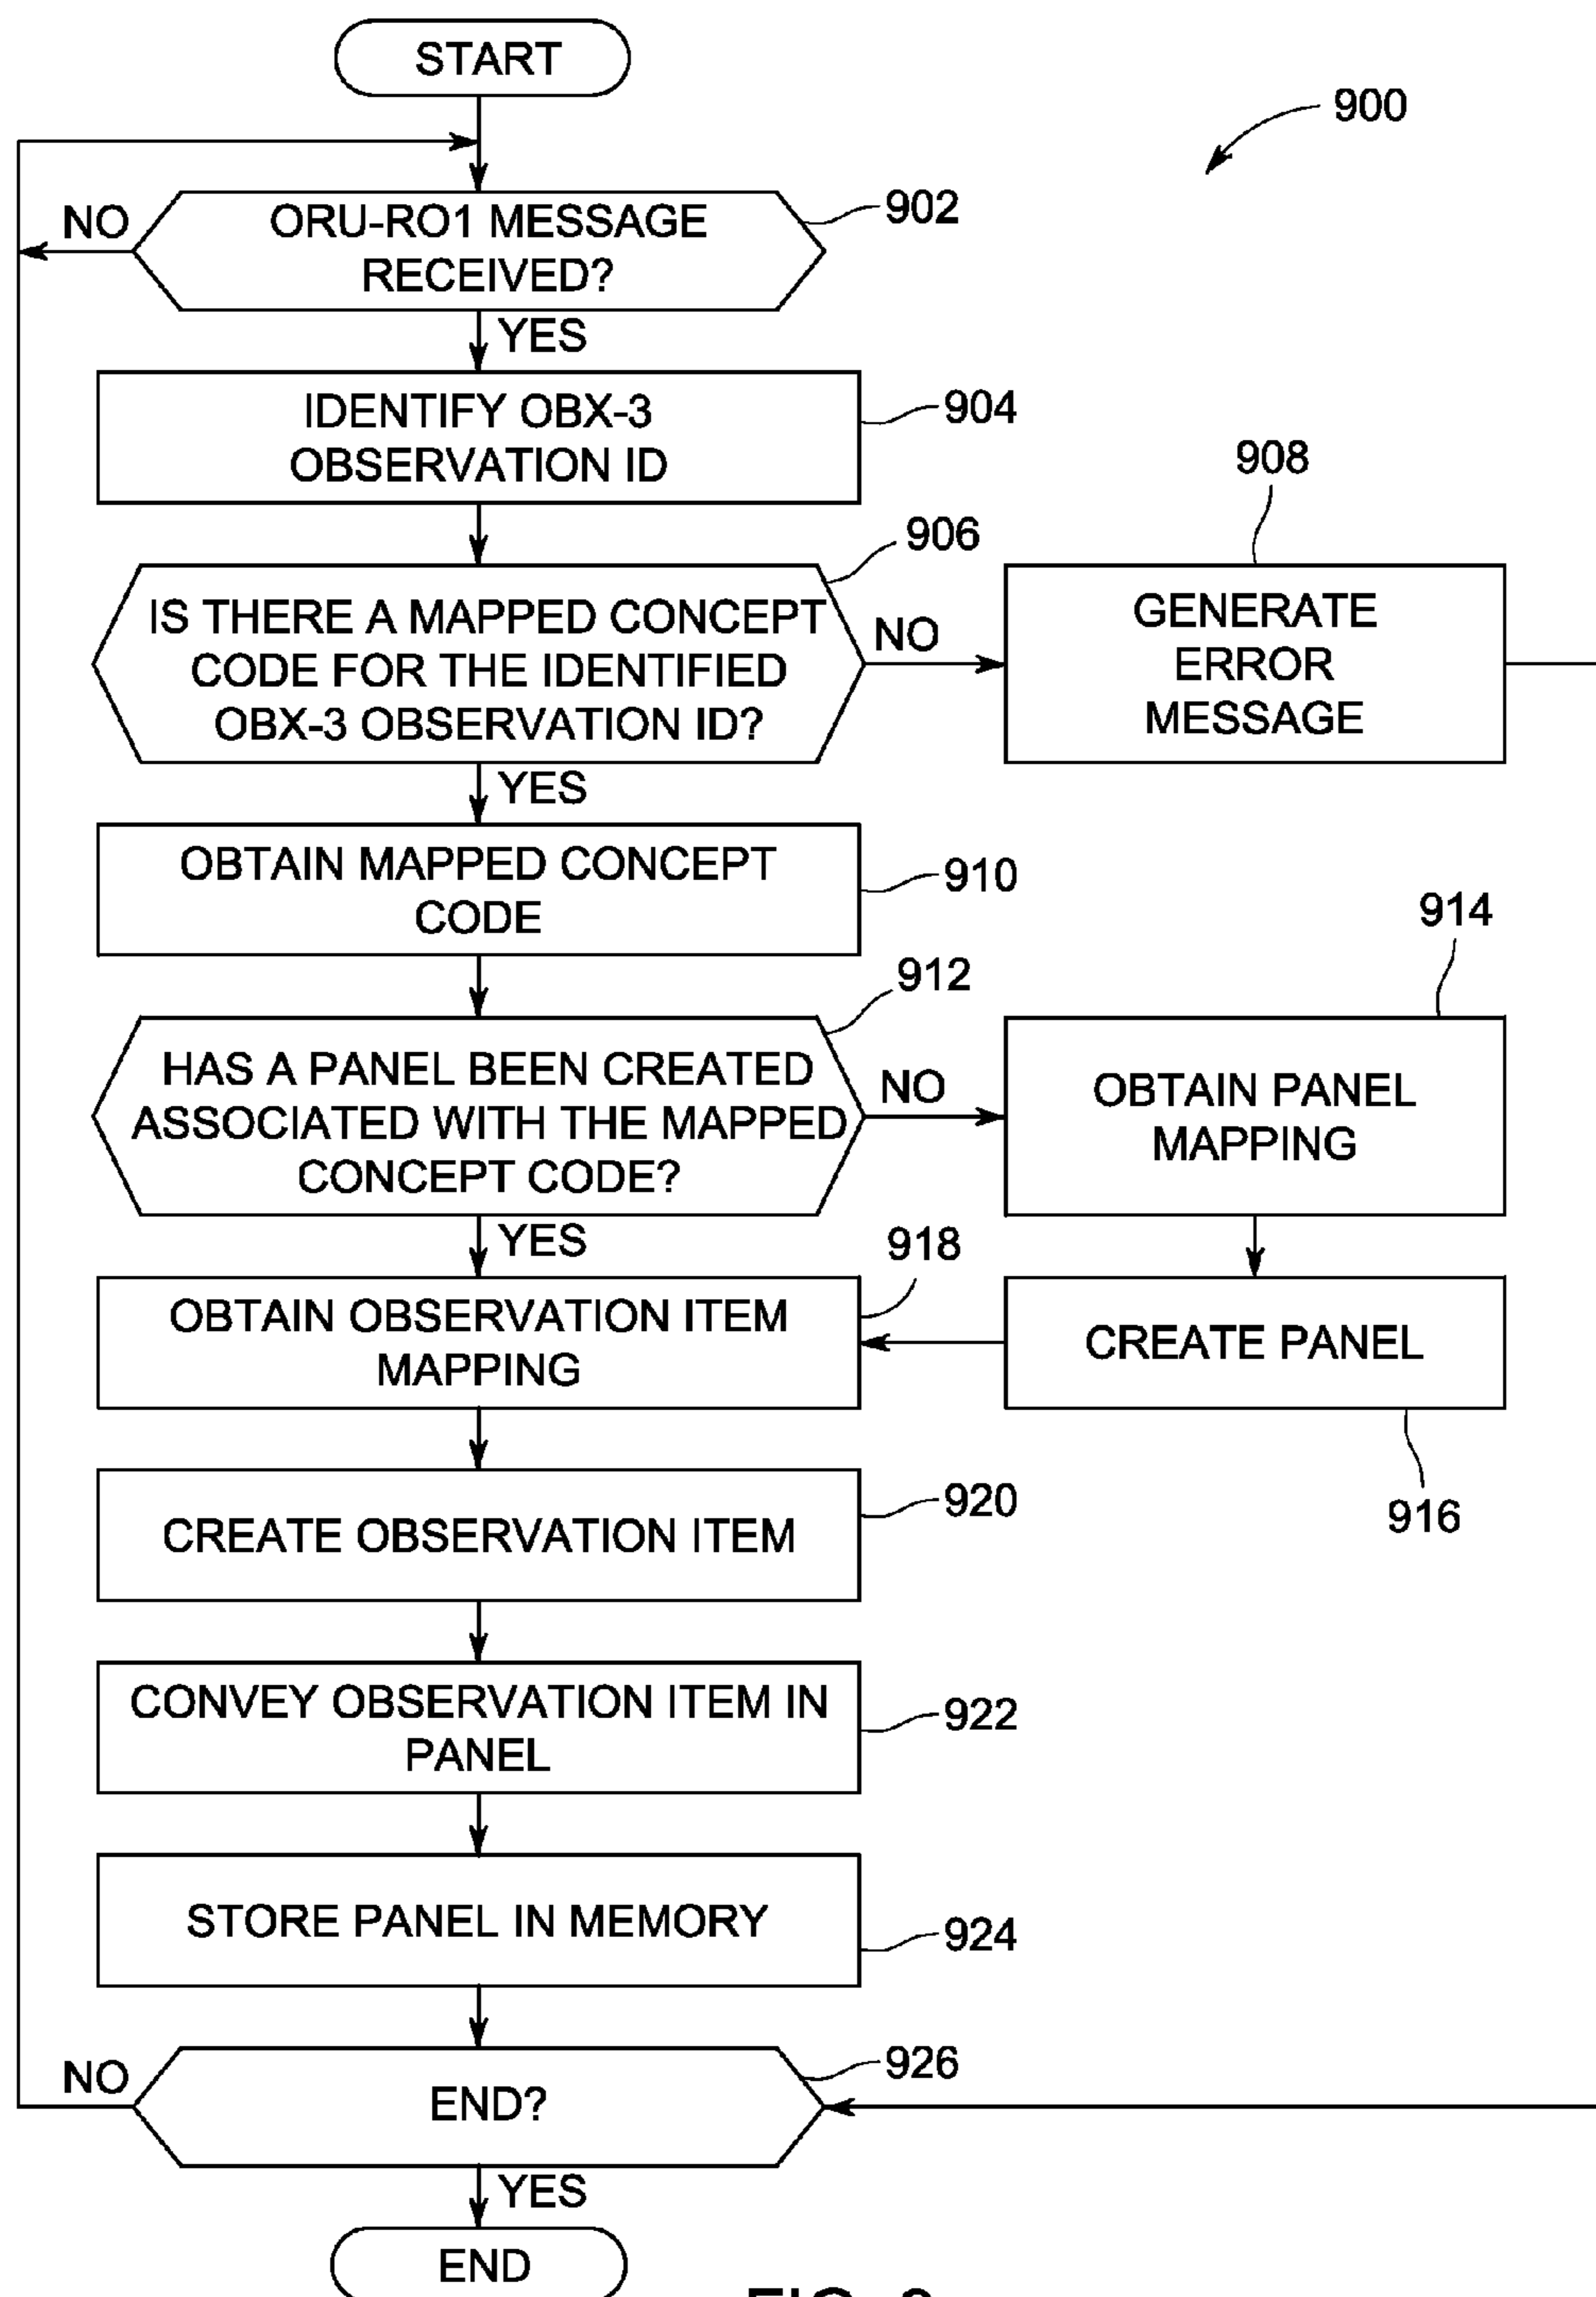 START
900
NO
ORU-RO1 MESSAGE
RECEIVED?
902
YES
IDENTIFY OBX-3
OBSERVATION ID
904
906
908
IS THERE A MAPPED CONCEPT
CODE FOR THE IDENTIFIED
OBX-3 OBSERVATION ID?
NO
GENERATE
ERROR
MESSAGE
YES
OBTAIN MAPPED CONCEPT
CODE
910
912
914
HAS A PANEL BEEN CREATED
ASSOCIATED WITH THE MAPPED
CONCEPT CODE?
NO
OBTAIN PANEL
MAPPING
YES
918
OBTAIN OBSERVATION ITEM
MAPPING
CREATE PANEL
916
CREATE OBSERVATION ITEM
920
CONVEY OBSERVATION ITEM IN
PANEL
922
STORE PANEL IN MEMORY
924
NO
END?
926
YES
END